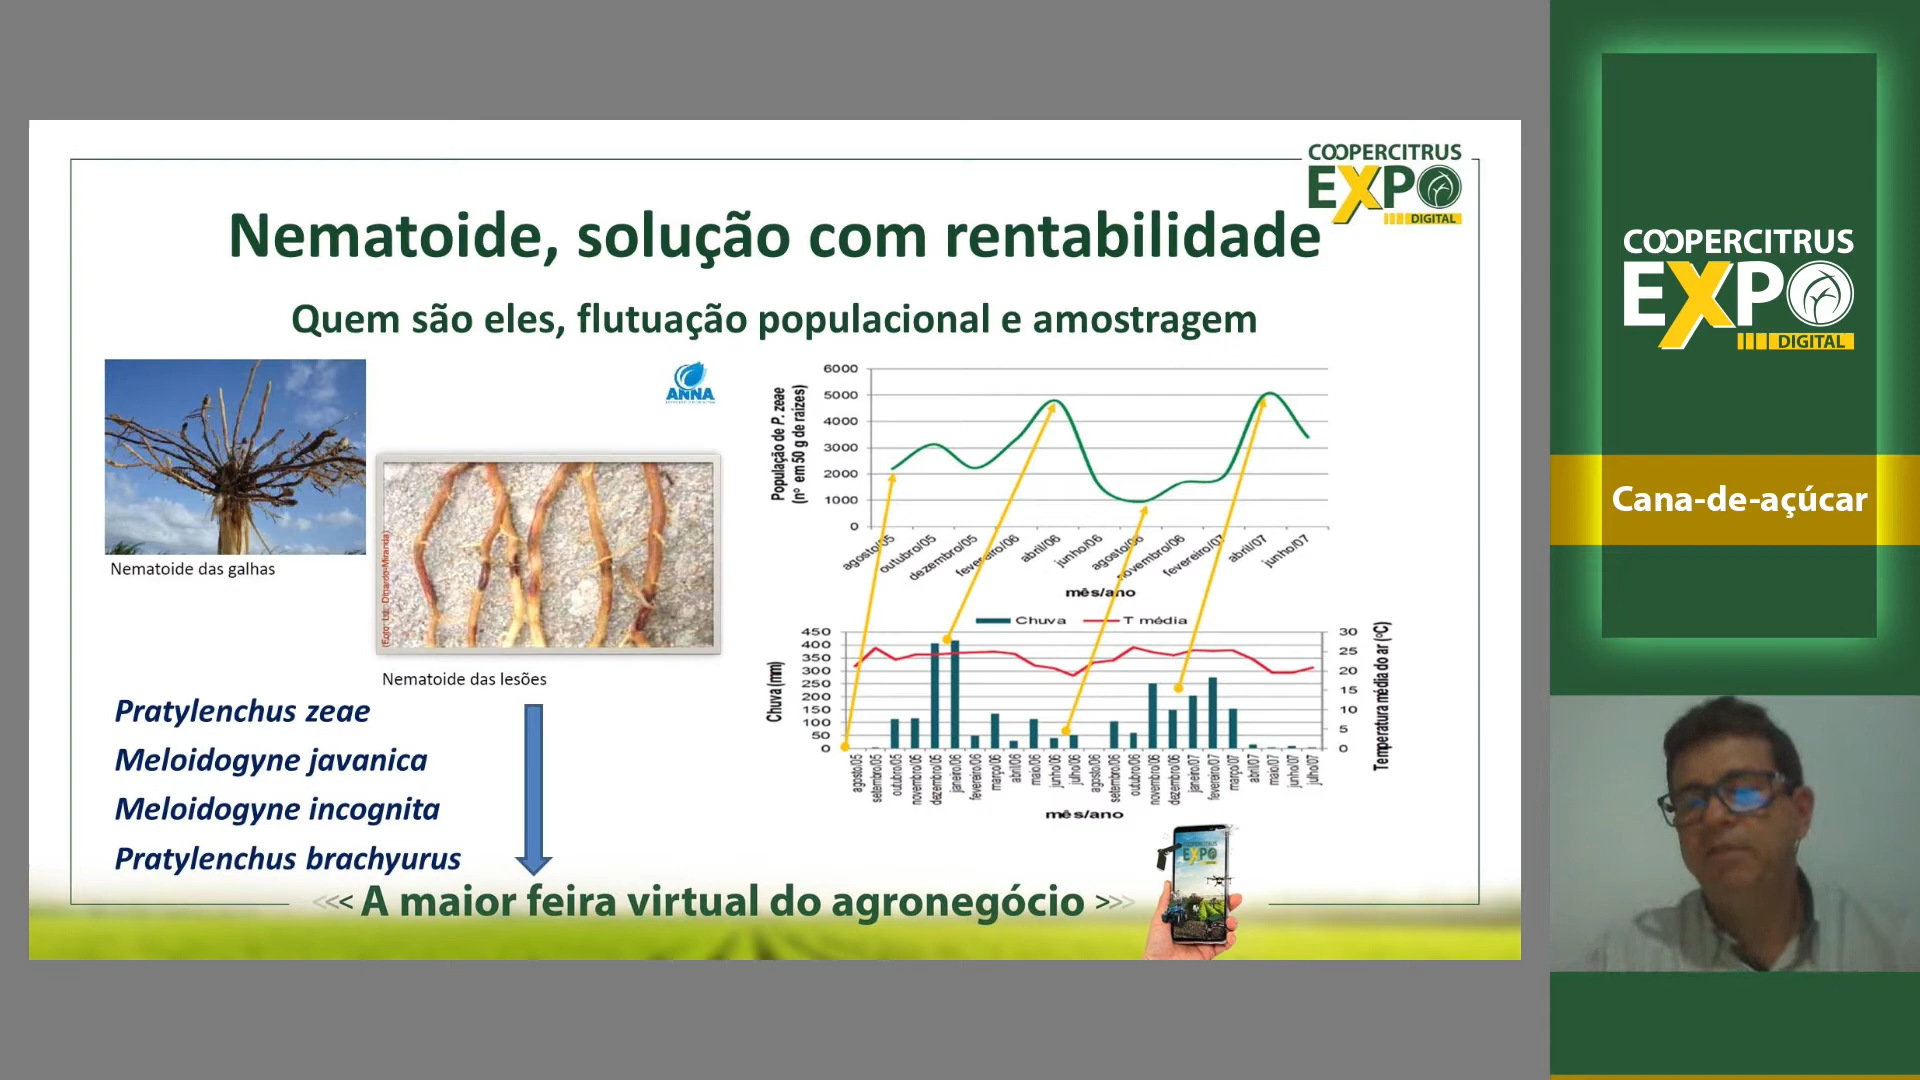 COOPERCITRUS
EXPO
DIGITAL
Nematoide, solução com rentabilidade
Quem são eles, flutuação populacional e amostragem
ANNA
Nematoide das galhas
Nematoide das lesões
Pratylenchus zeae
Meloidogyne javanica
Meloidogyne incognita
Pratylenchus brachyurus
População de P. zeae
(nº em 50 g de raízes)
6000
5000
4000
3000
2000
1000
0
agosto/05
outubro/05
dezembro/05
fevereiro/06
abril/06
junho/06
agosto/06
novembro/06
fevereiro/07
abril/07
junho/07
mês/ano
Chuva
T média
Chuva (mm)
450
400
350
300
250
200
150
100
50
0
30
25
20
15
10
5
0
Temperatura média do ar (ºC)
agosto/05
setembro/05
outubro/05
novembro/05
dezembro/05
janeiro/06
fevereiro/06
março/06
abril/06
maio/06
junho/06
julho/06
agosto/06
setembro/06
outubro/06
novembro/06
dezembro/06
janeiro/07
fevereiro/07
março/07
abril/07
maio/07
junho/07
julho/07
mês/ano
<< A maior feira virtual do agronegócio >>
COOPERCITRUS
EXPO
DIGITAL
Cana-de-açúcar